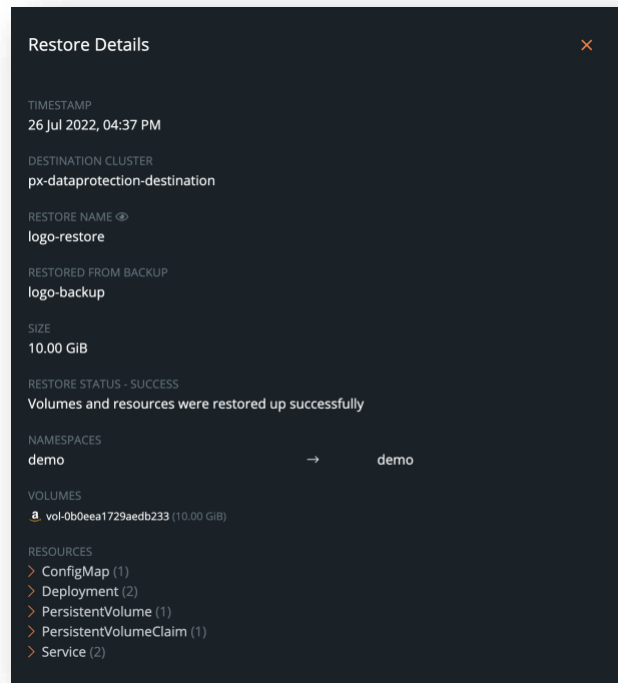 Restore Details
TIMESTAMP
26 Jul 2022, 04:37 PM
DESTINATION CLUSTER
px-dataprotection-destination
RESTORE NAME
logo-restore
RESTORED FROM BACKUP
logo-backup
SIZE
10.00 GiB
RESTORE STATUS - SUCCESS
Volumes and resources were restored up successfully
NAMESPACES
demo → demo
VOLUMES
vol-0b0eea1729aedb233 (10.00 GiB)
RESOURCES
ConfigMap (1)
Deployment (2)
PersistentVolume (1)
PersistentVolumeClaim (1)
Service (2)